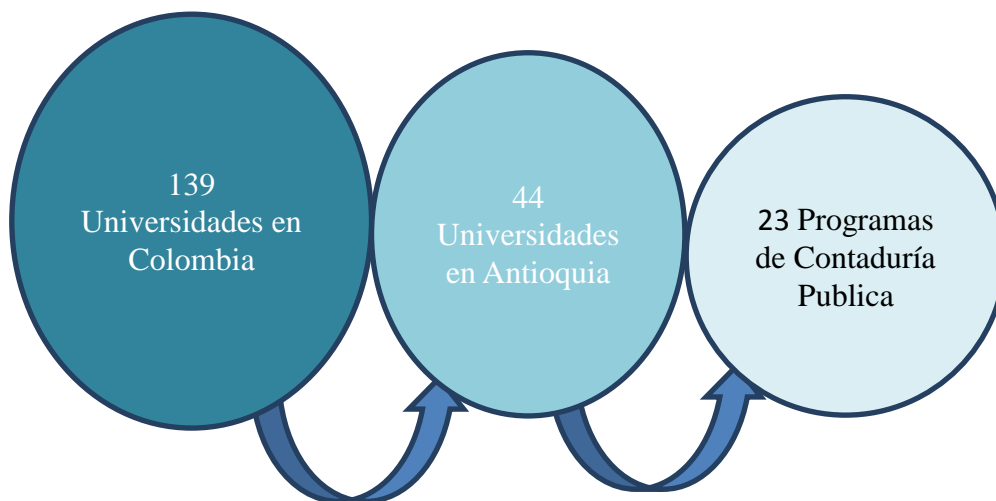 139
Universidades en
Colombia
44
Universidades
en Antioquia
23 Programas
de Contaduría
Publica